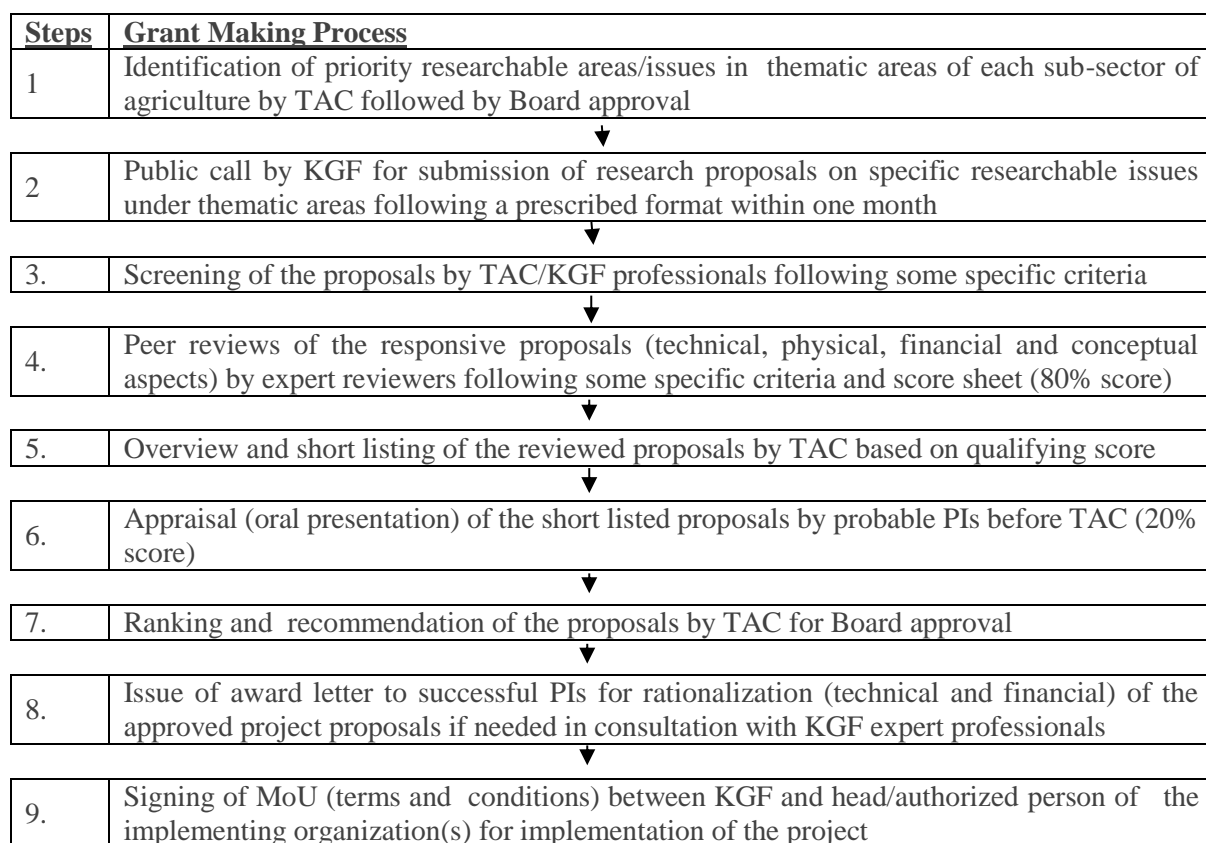 Steps Grant Making Process
1
Identification of priority researchable areas/issues in thematic areas of each sub-sector of
agriculture by TAC followed by Board approval
2
Public call by KGF for submission of research proposals on specific researchable issues
under thematic areas following a prescribed format within one month
3. Screening of the proposals by TAC/KGF professionals following some specific criteria
4.
Peer reviews of the responsive proposals (technical, physical, financial and conceptual
aspects) by expert reviewers following some specific criteria and score sheet (80% score)
5. Overview and short listing of the reviewed proposals by TAC based on qualifying score
6.
Appraisal (oral presentation) of the short listed proposals by probable PIs before TAC (20%
score)
7. Ranking and recommendation of the proposals by TAC for Board approval
8.
Issue of award letter to successful PIs for rationalization (technical and financial) of the
approved project proposals if needed in consultation with KGF expert professionals
9.
Signing of MoU (terms and conditions) between KGF and head/authorized person of the
implementing organization(s) for implementation of the project